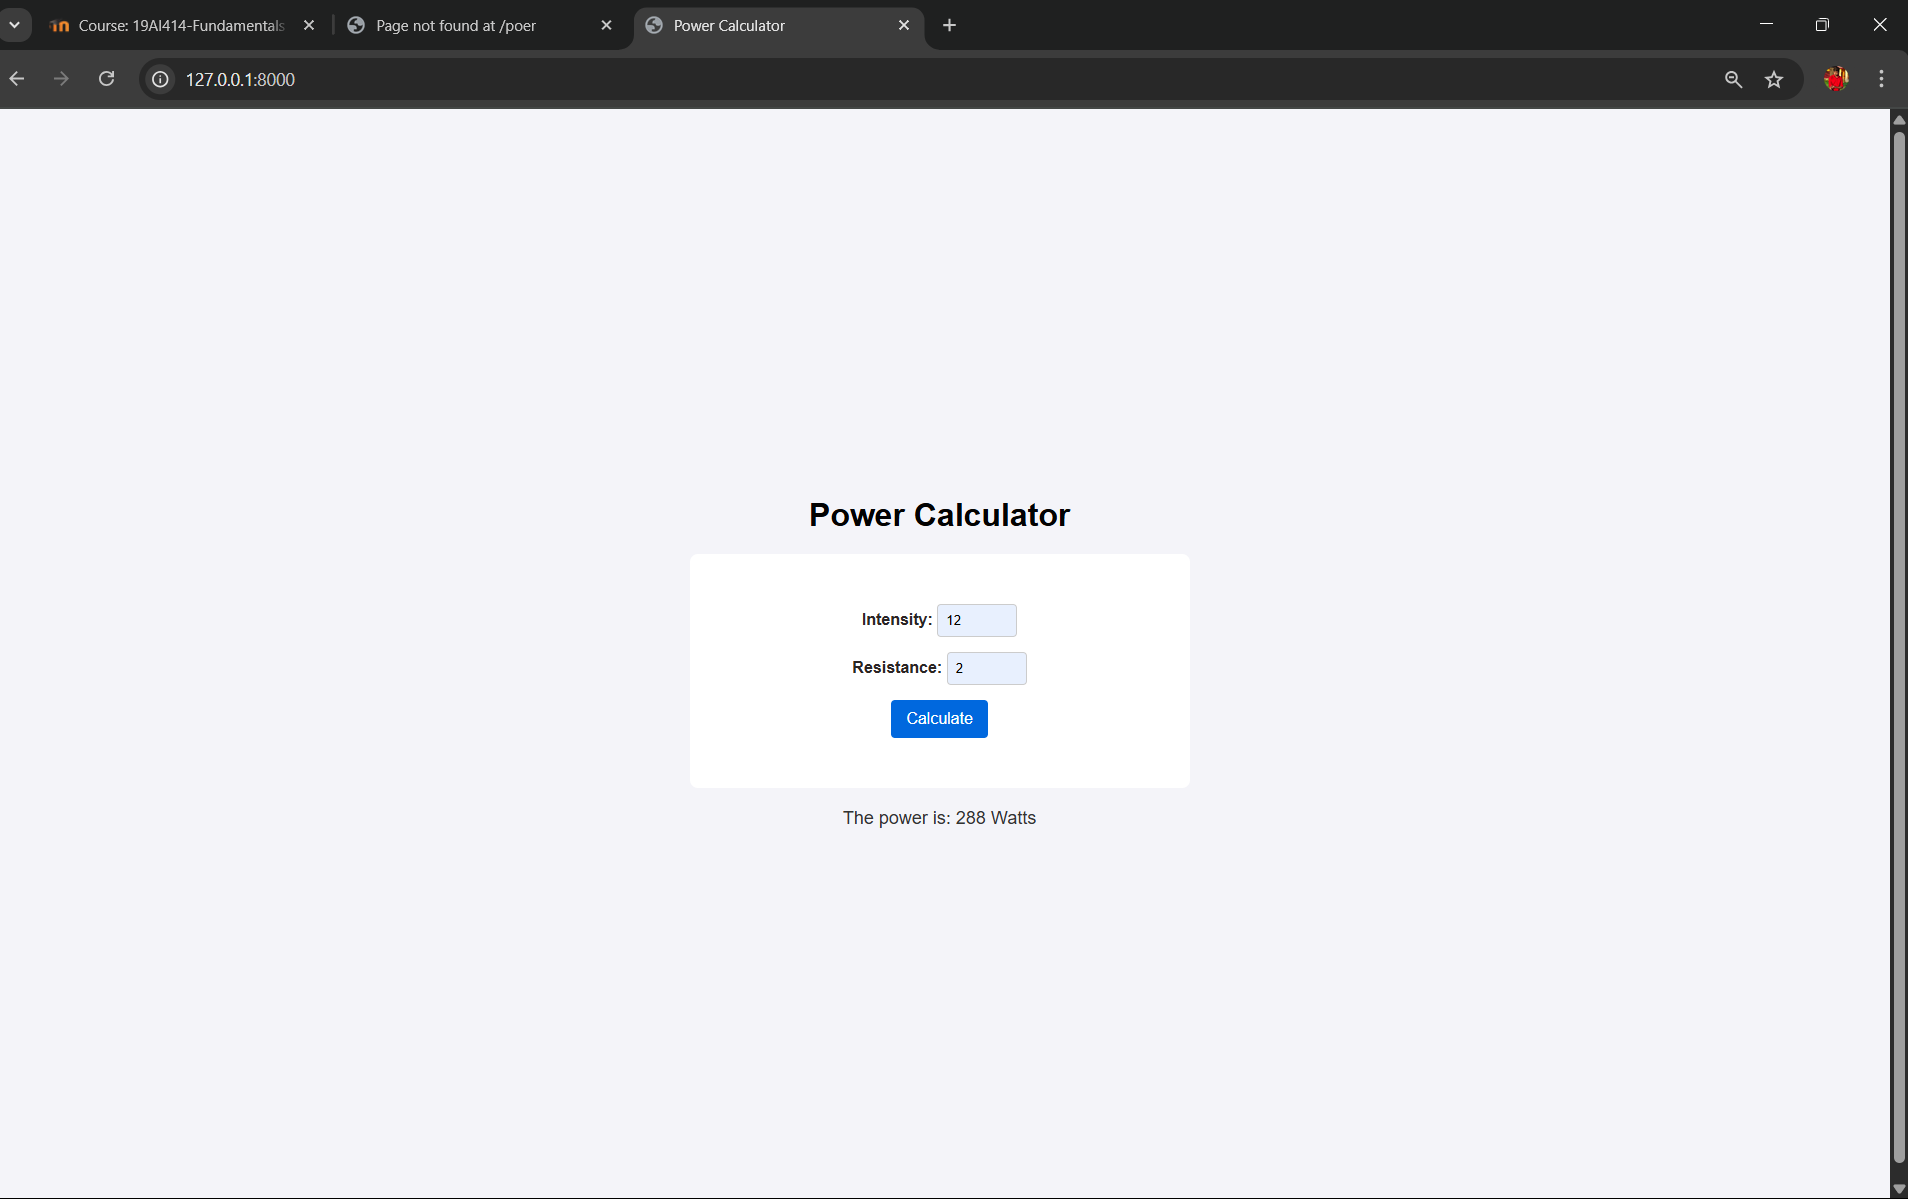 Course: 19AI414-Fundamentals
Page not found at /poer
Power Calculator
127.0.0.1:8000
Power Calculator
Intensity: 12
Resistance: 2
Calculate
The power is: 288 Watts